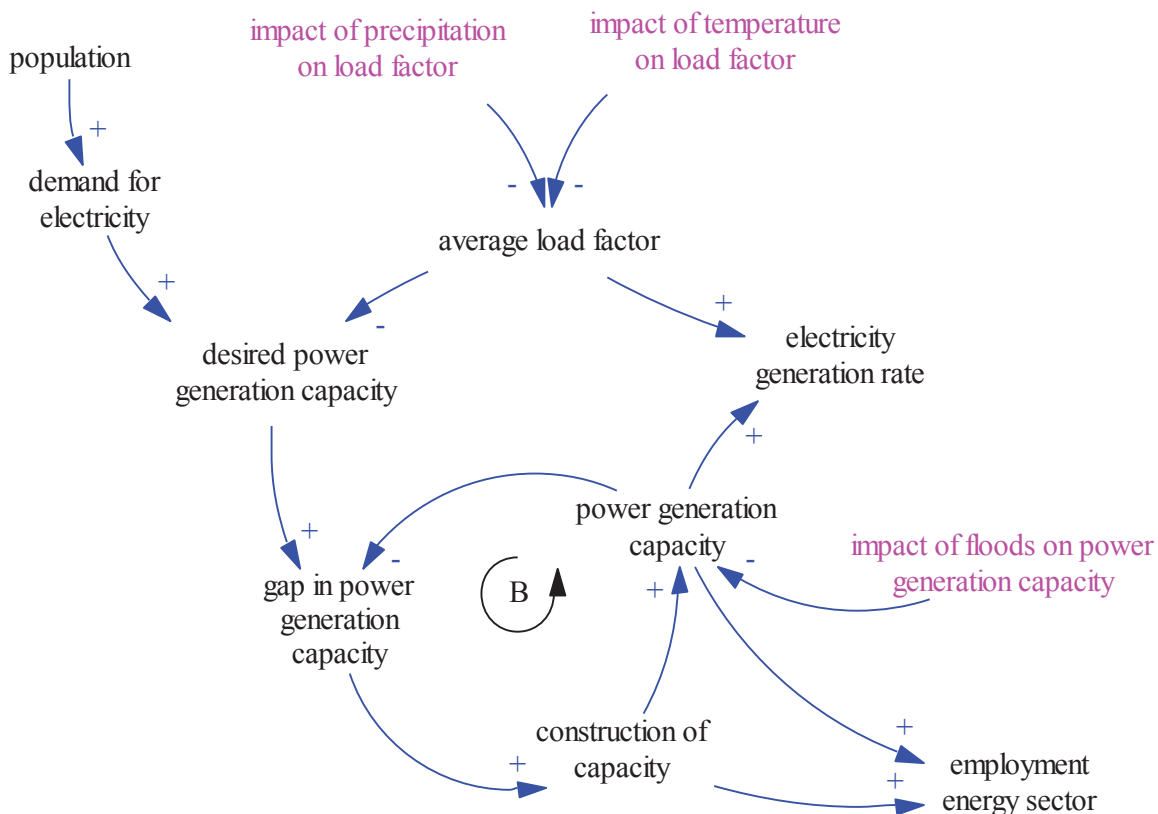 impact of precipitation
on load factor
impact of temperature
on load factor
population
+
demand for
electricity
-
-
average load factor
+
+
-
desired power
generation capacity
electricity
generation rate
+
+
-
power generation
capacity
impact of floods on power
generation capacity
-
gap in power
generation
capacity
B
+
construction of
capacity
+
+
+
employment
energy sector